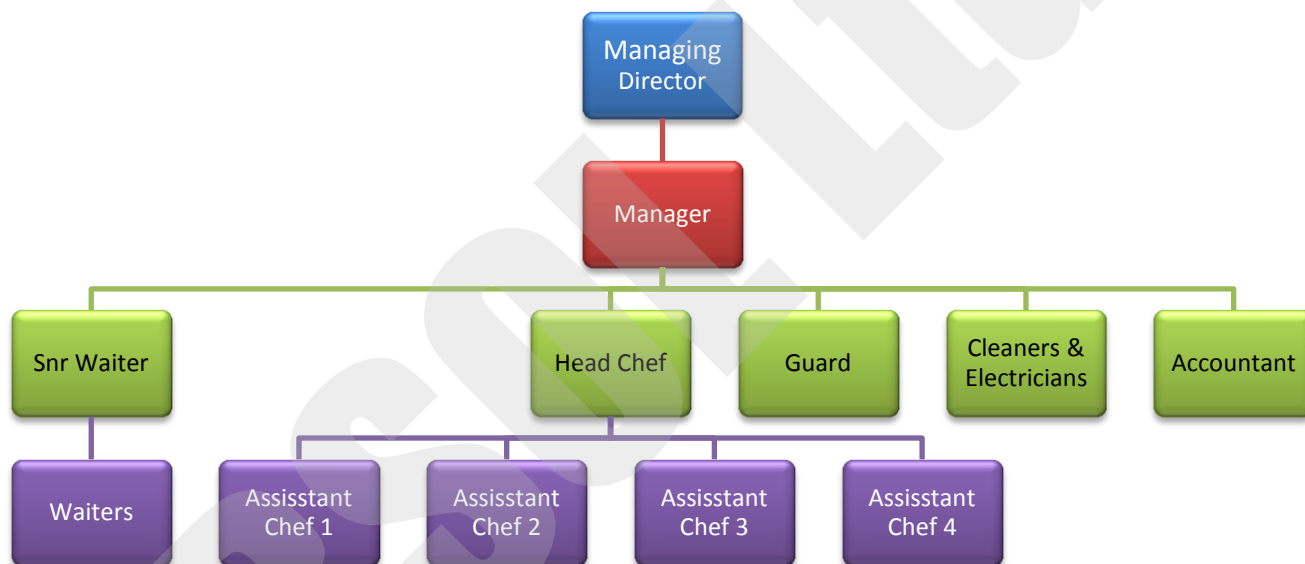 Managing
Director
Manager
Snr Waiter
Head Chef
Guard
Cleaners &
Electricians
Accountant
Waiters
Assisstant
Chef 1
Assisstant
Chef 2
Assisstant
Chef 3
Assisstant
Chef 4